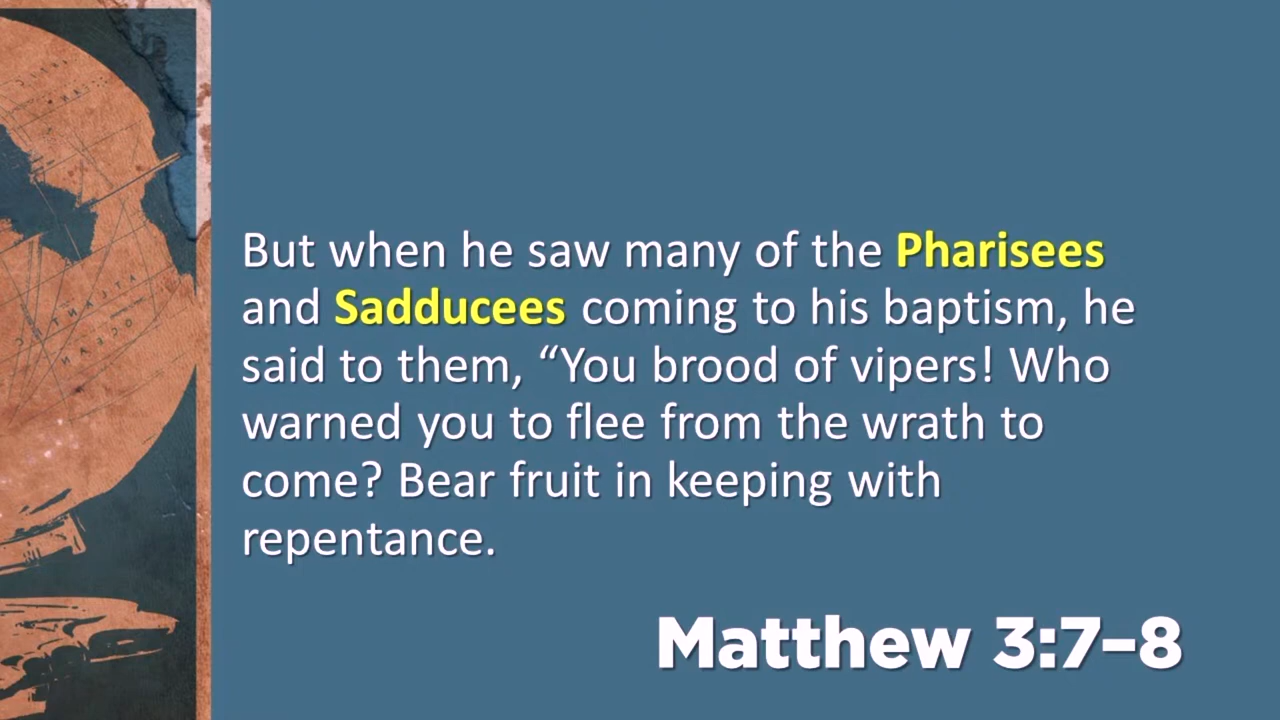 But when he saw many of the Pharisees
and Sadducees coming to his baptism, he
said to them, “You brood of vipers! Who
warned you to flee from the wrath to
come? Bear fruit in keeping with
repentance.
Matthew 3:7–8